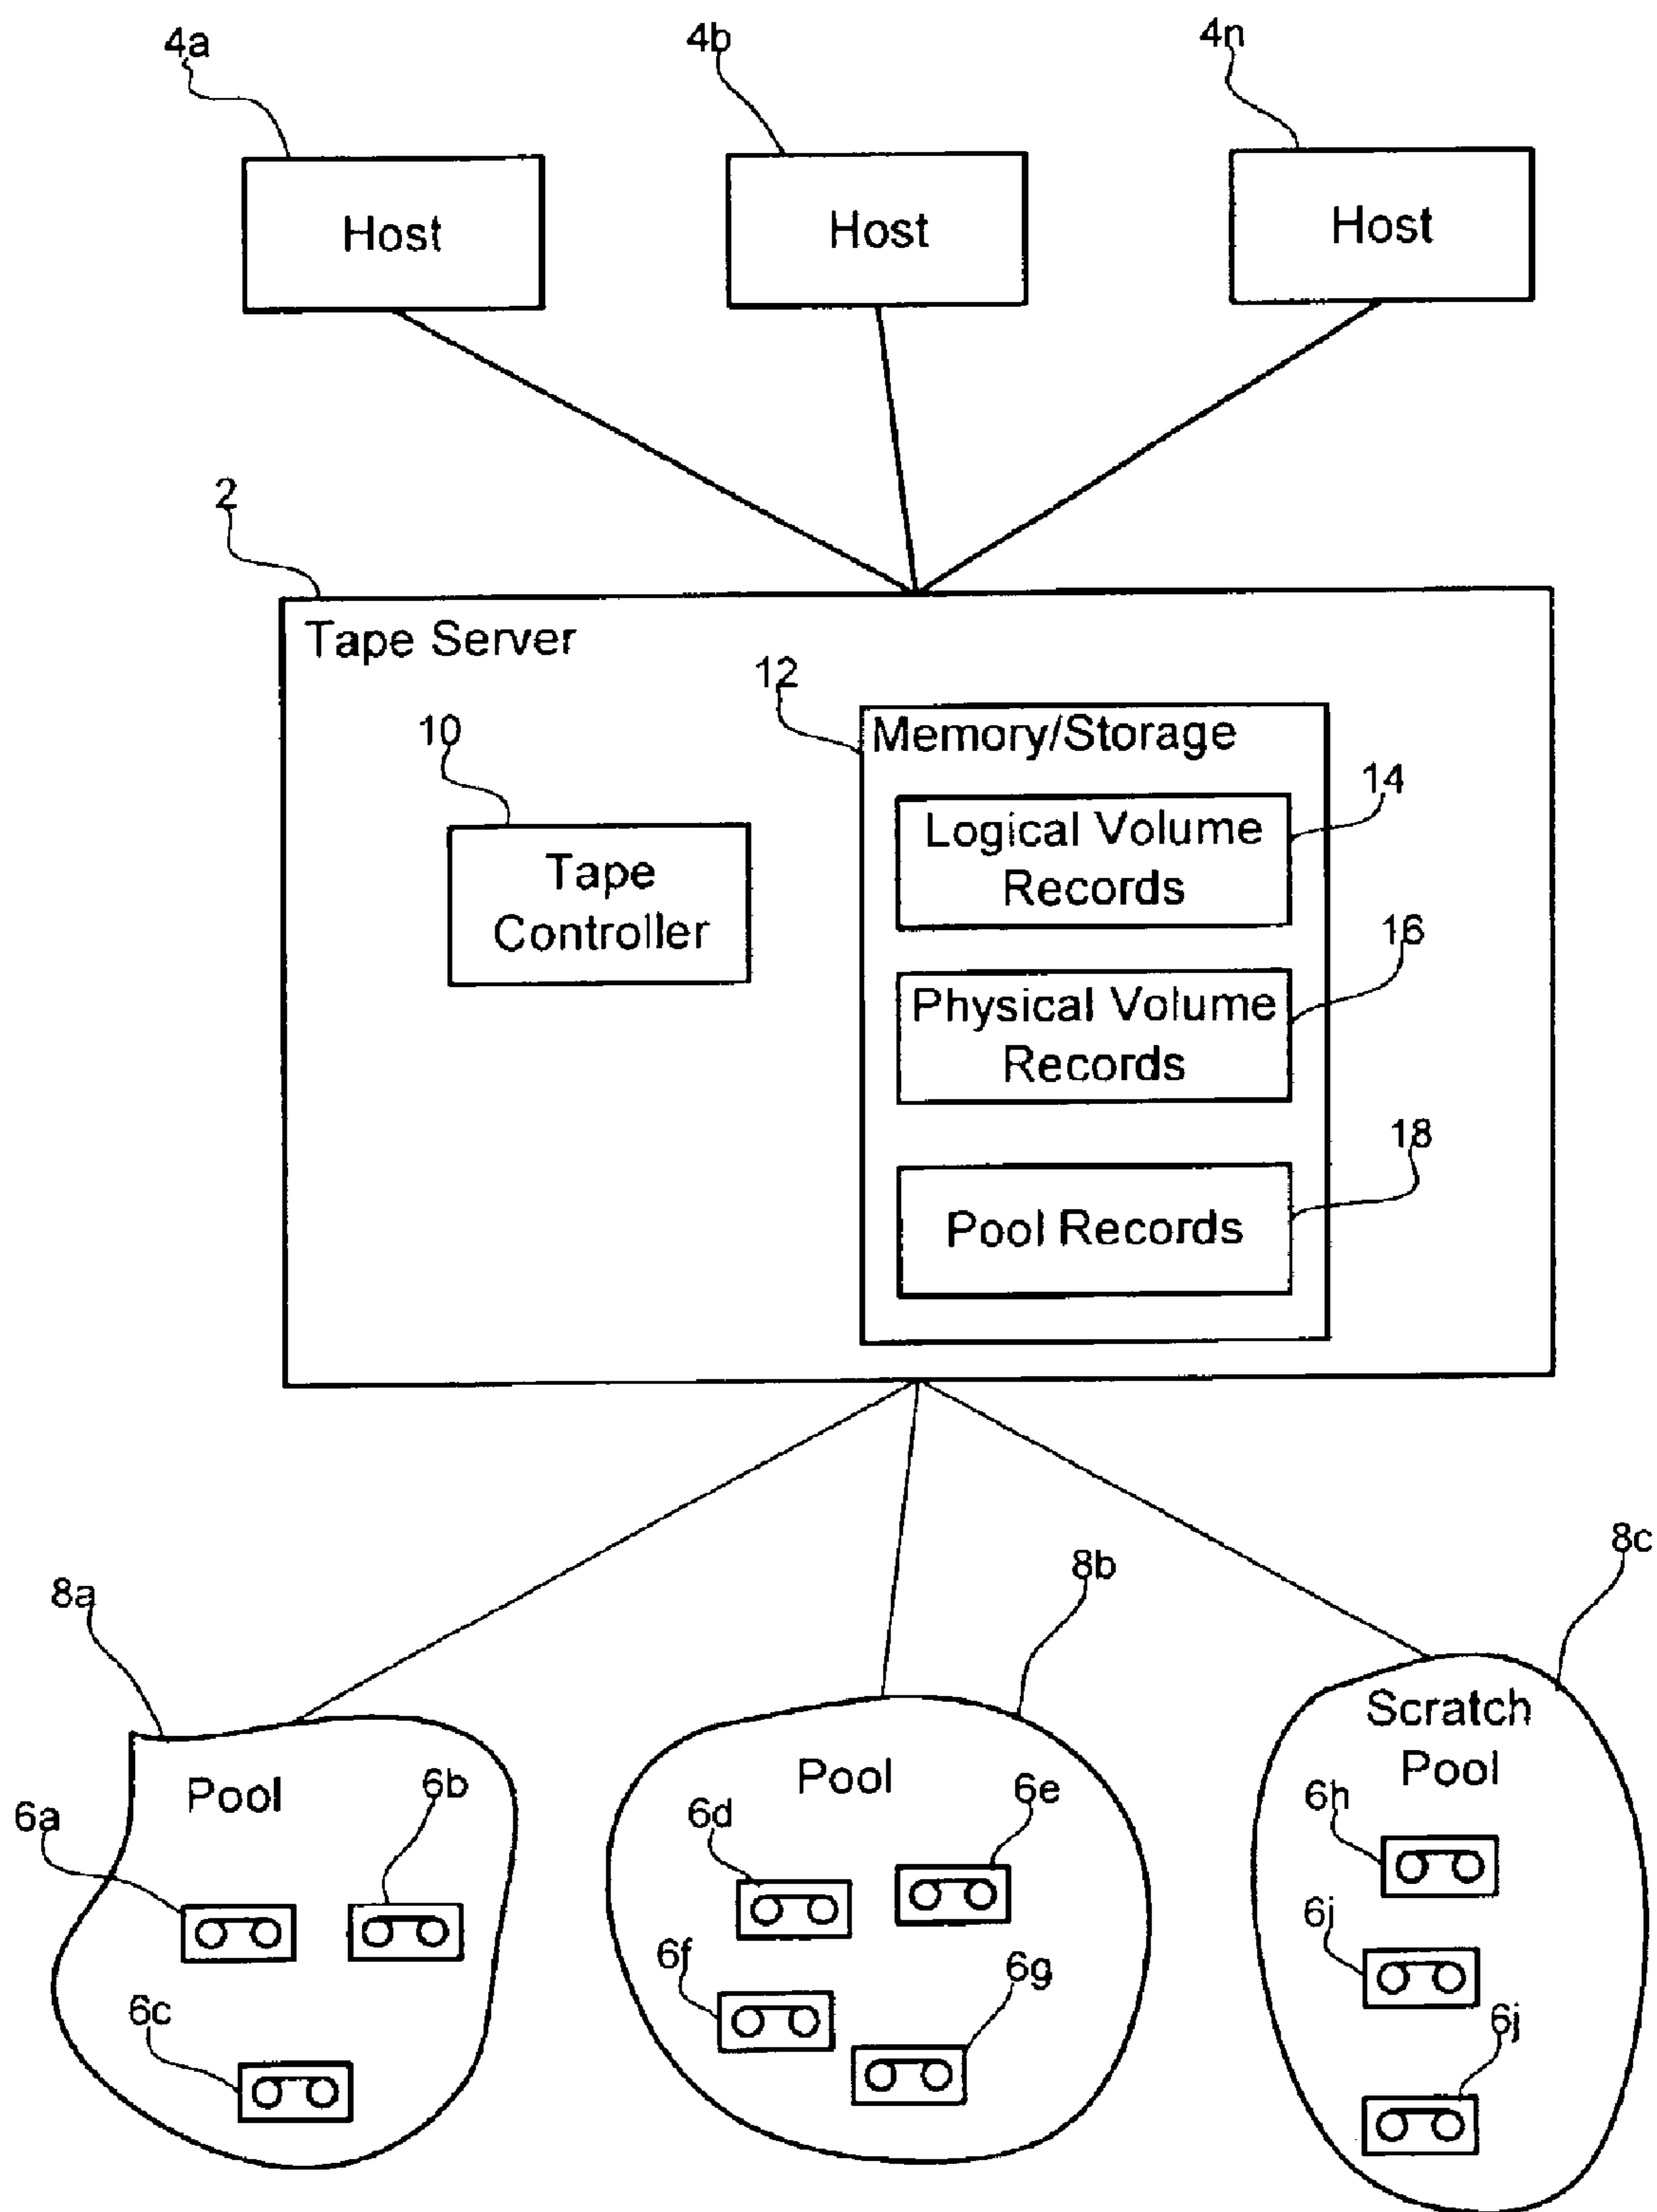 4a
4b
4n
Host
Host
Host
2
Tape Server
12
10
Memory/Storage
14
Logical Volume
Records
Tape
Controller
16
Physical Volume
Records
18
Pool Records
8a
8b
8c
Scratch
Pool
Pool
Pool
6a
6b
6c
6d
6e
6f
6g
6h
6i
6j